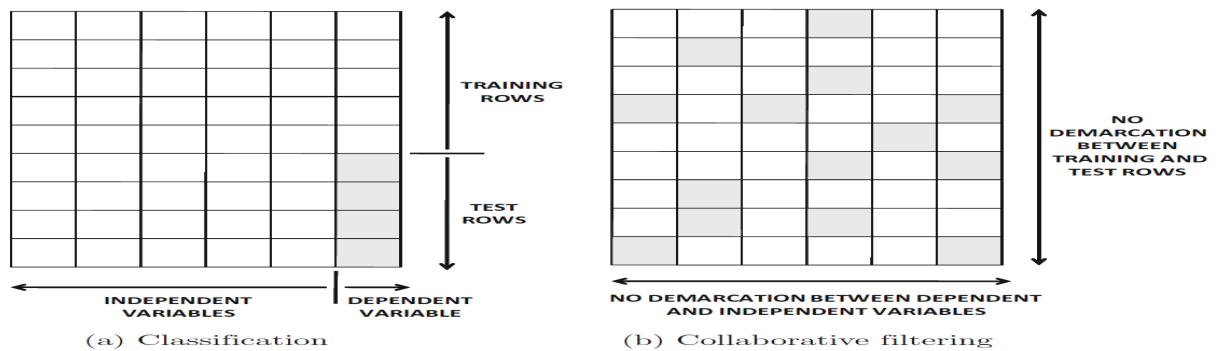 TRAINING
ROWS
TEST
ROWS
INDEPENDENT
VARIABLES
DEPENDENT
VARIABLE
(a) Classification
NO
DEMARCATION
BETWEEN
TRAINING AND
TEST ROWS
NO DEMARCATION BETWEEN DEPENDENT
AND INDEPENDENT VARIABLES
(b) Collaborative filtering